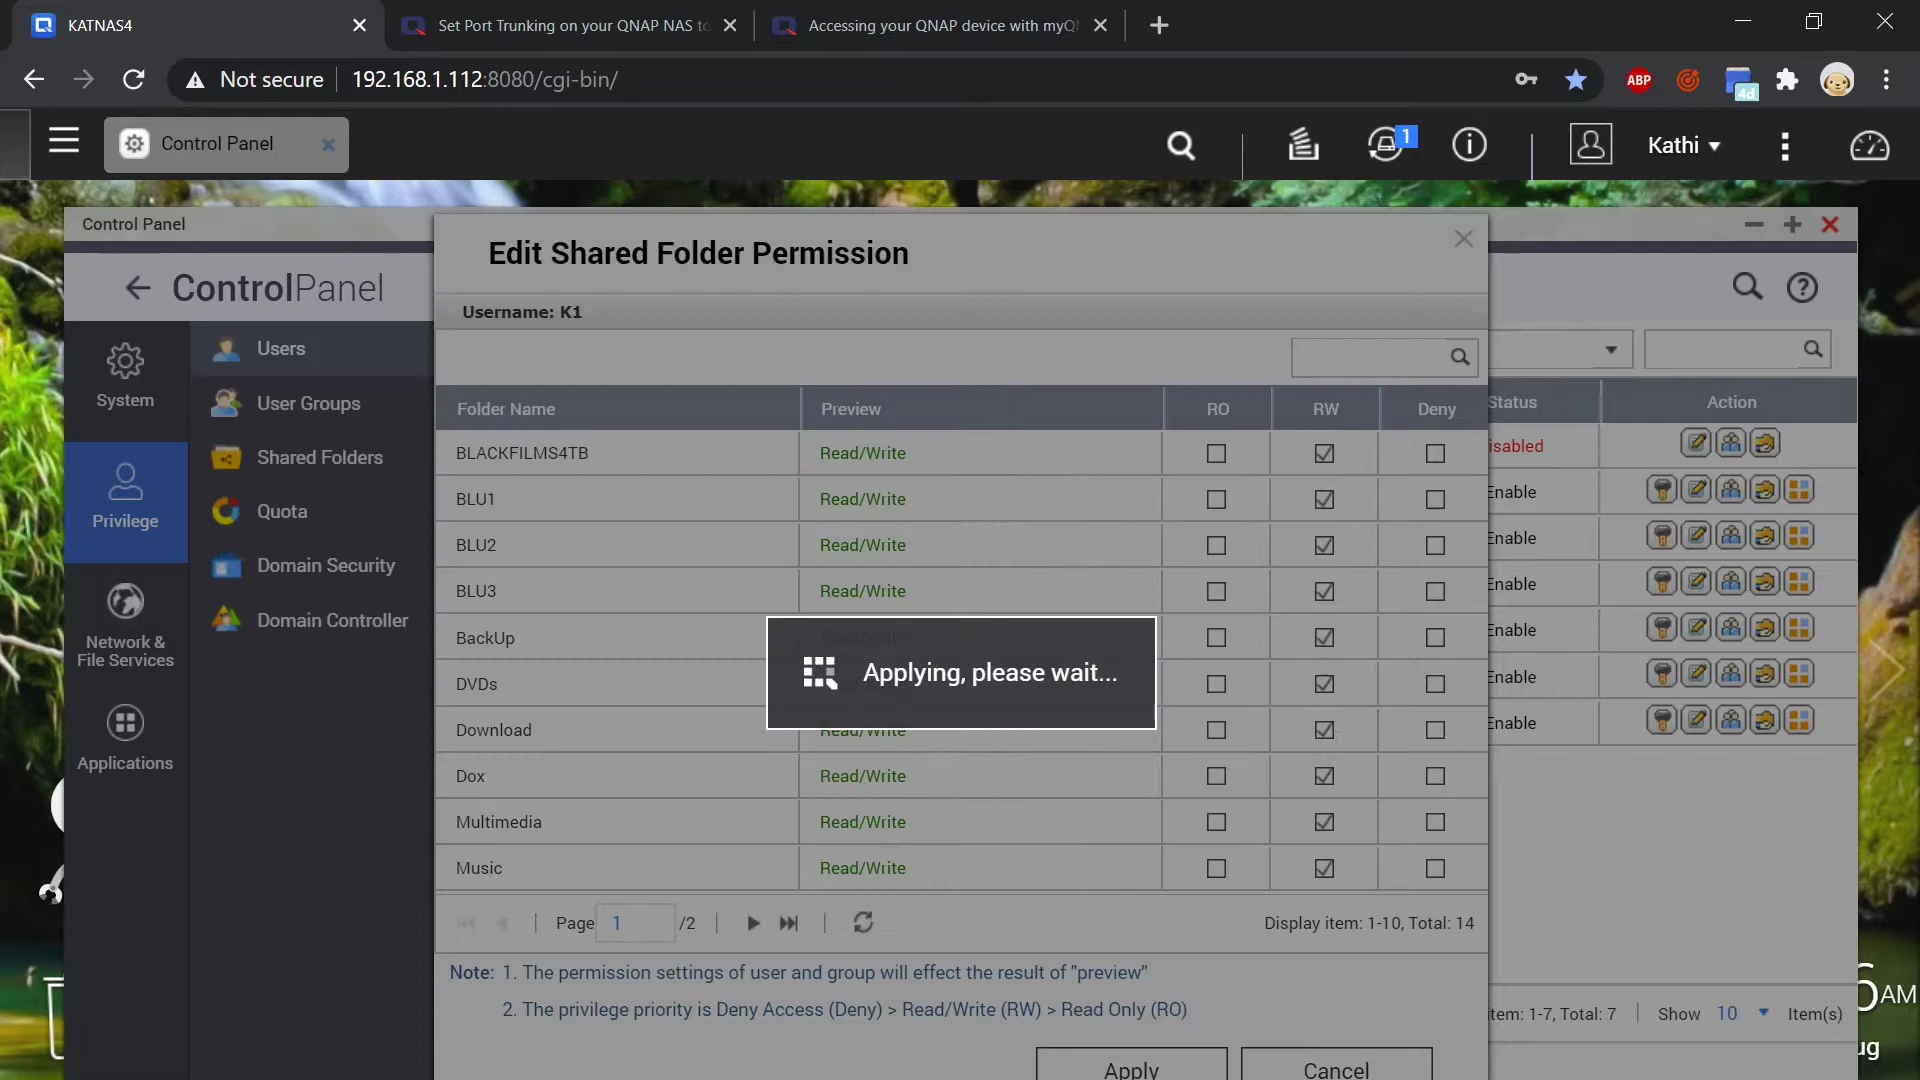 KATNAS4
Set Port Trunking on your QNAP NAS to
Accessing your QNAP device with myQ
Not secure
192.168.1.112:8080/cgi-bin/
ABP
4d
Control Panel
1
Kathi
Control Panel
ControlPanel
System
Privilege
Network &
File Services
Applications
Users
User Groups
Shared Folders
Quota
Domain Security
Domain Controller
Edit Shared Folder Permission
Username: K1
Folder Name Preview RO RW Deny
BLACKFILMS4TB Read/Write
BLU1 Read/Write
BLU2 Read/Write
BLU3 Read/Write
BackUp
DVDs
Download Read/Write
Dox Read/Write
Multimedia Read/Write
Music Read/Write
Applying, please wait...
Page 1 /2
Display item: 1-10, Total: 14
Note: 1. The permission settings of user and group will effect the result of "preview"
2. The privilege priority is Deny Access (Deny) > Read/Write (RW) > Read Only (RO)
Apply
Cancel
Status Action
isabled
Enable
Enable
Enable
Enable
Enable
Enable
item: 1-7, Total: 7
Show 10 Item(s)
6AM
ug